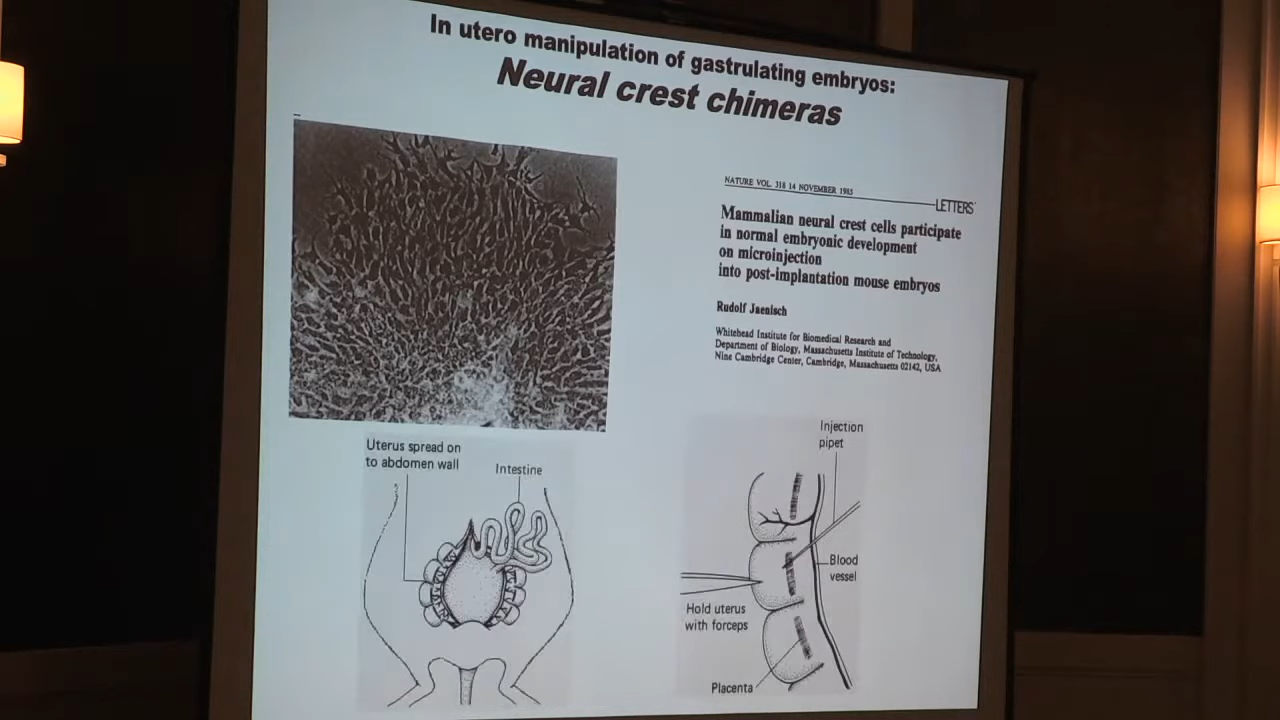 In utero manipulation of gastrulating embryos:
Neural crest chimeras
NATURE VOL. 318 14 NOVEMBER 1985
LETTERS
Mammalian neural crest cells participate
in normal embryonic development
on microinjection
into post-implantation mouse embryos
Rudolf Jaenisch
Whitehead Institute for Biomedical Research and
Department of Biology, Massachusetts Institute of Technology,
Nine Cambridge Center, Cambridge, Massachusetts 02142, USA
Uterus spread on
to abdomen wall
Intestine
Injection
pipet
Blood
vessel
Hold uterus
with forceps
Placenta